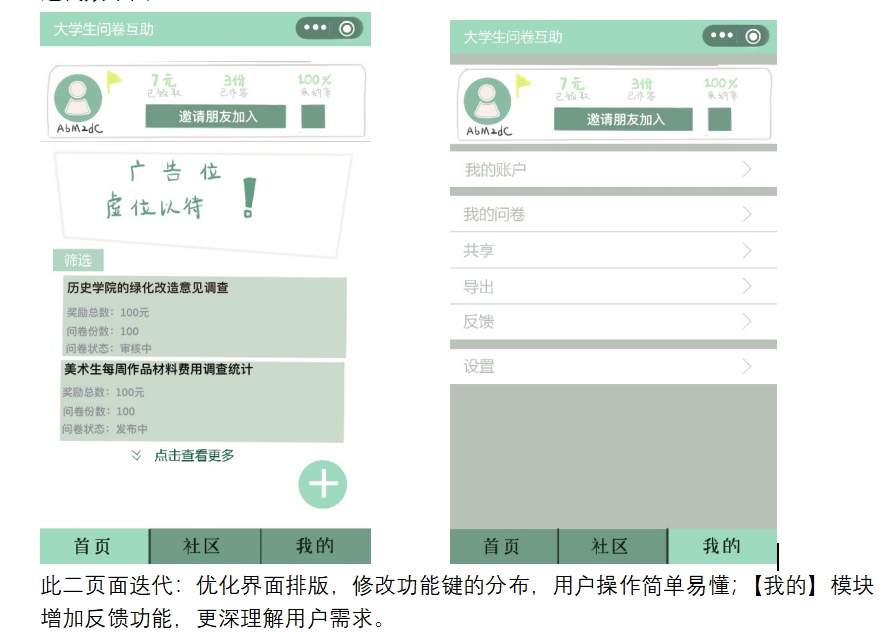 大学生问卷互助
AbM2dC
7元
已收取
3份
已作答
100%
采纳率
邀请朋友加入
广告位
虚位以待!
筛选
历史学院的绿化改造意见调查
奖励总数：100元
问卷份数：100
问卷状态：审核中
美术生每周作品材料费用调查统计
奖励总数：100元
问卷份数：100
问卷状态：发布中
点击查看更多
首页 社区 我的
大学生问卷互助
AbM2dC
7元
已收取
3份
已作答
100%
采纳率
邀请朋友加入
我的账户
我的问卷
共享
导出
反馈
设置
首页 社区 我的
此二页面迭代：优化界面排版，修改功能键的分布，用户操作简单易懂；【我的】模块
增加反馈功能，更深理解用户需求。